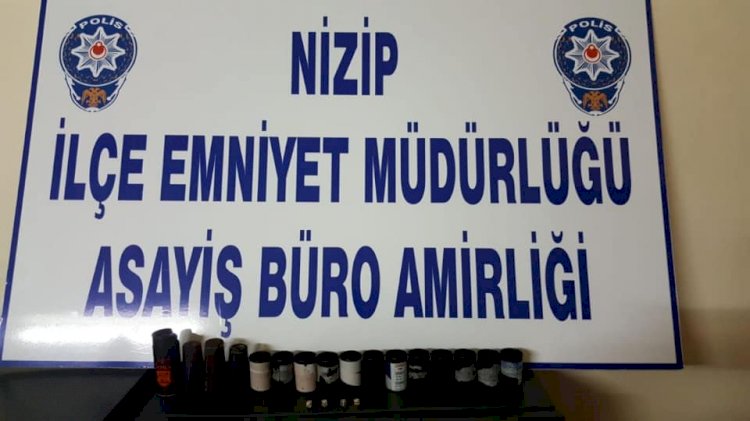 POLİS
POLİS
NİZİP
İLÇE EMNİYET MÜDÜRLÜĞÜ
ASAYİŞ BÜRO AMİRLİĞİ